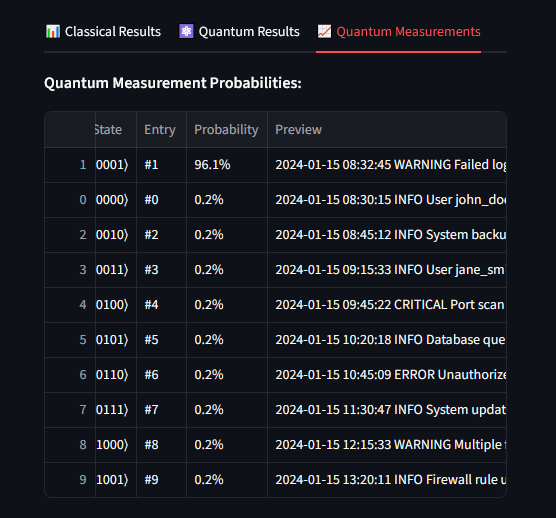 📊 Classical Results ⚛️ Quantum Results 📈 Quantum Measurements
Quantum Measurement Probabilities:
State Entry Probability Preview
1 0001⟩ #1 96.1% 2024-01-15 08:32:45 WARNING Failed log
0 0000⟩ #0 0.2% 2024-01-15 08:30:15 INFO User john_doe
2 0010⟩ #2 0.2% 2024-01-15 08:45:12 INFO System backu
3 0011⟩ #3 0.2% 2024-01-15 09:15:33 INFO User jane_smi
4 0100⟩ #4 0.2% 2024-01-15 09:45:22 CRITICAL Port scan
5 0101⟩ #5 0.2% 2024-01-15 10:20:18 INFO Database que
6 0110⟩ #6 0.2% 2024-01-15 10:45:09 ERROR Unauthorize
7 0111⟩ #7 0.2% 2024-01-15 11:30:47 INFO System updat
8 1000⟩ #8 0.2% 2024-01-15 12:15:33 WARNING Multiple
9 1001⟩ #9 0.2% 2024-01-15 13:20:11 INFO Firewall rule u